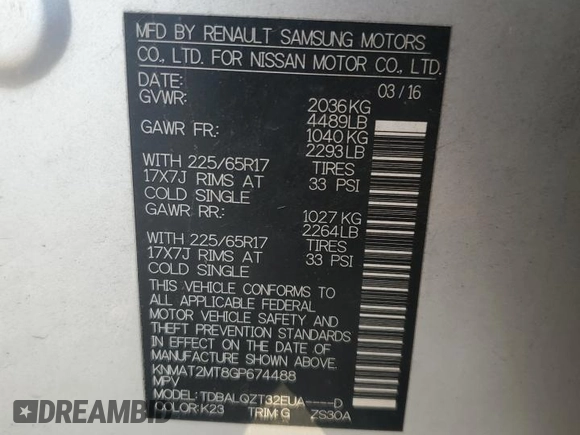 MFD BY RENAULT SAMSUNG MOTORS
CO., LTD. FOR NISSAN MOTOR CO., LTD.
DATE: 03/16
GVWR: 2036KG
4489LB
GAWR FR: 1040KG
2293LB
WITH 225/65R17 TIRES
17X7J RIMS AT 33 PSI
COLD SINGLE
GAWR RR: 1027KG
2264LB
WITH 225/65R17 TIRES
17X7J RIMS AT 33 PSI
COLD SINGLE
THIS VEHICLE CONFORMS TO
ALL APPLICABLE FEDERAL
MOTOR VEHICLE SAFETY AND
THEFT PREVENTION STANDARDS
IN EFFECT ON THE DATE OF
MANUFACTURE SHOWN ABOVE.
KNMAT2MT8GP674488
MPV
MODEL: TDBALQZT32EUA----D
COLOR: K23 TRIM: G ZS30A
RideSafely